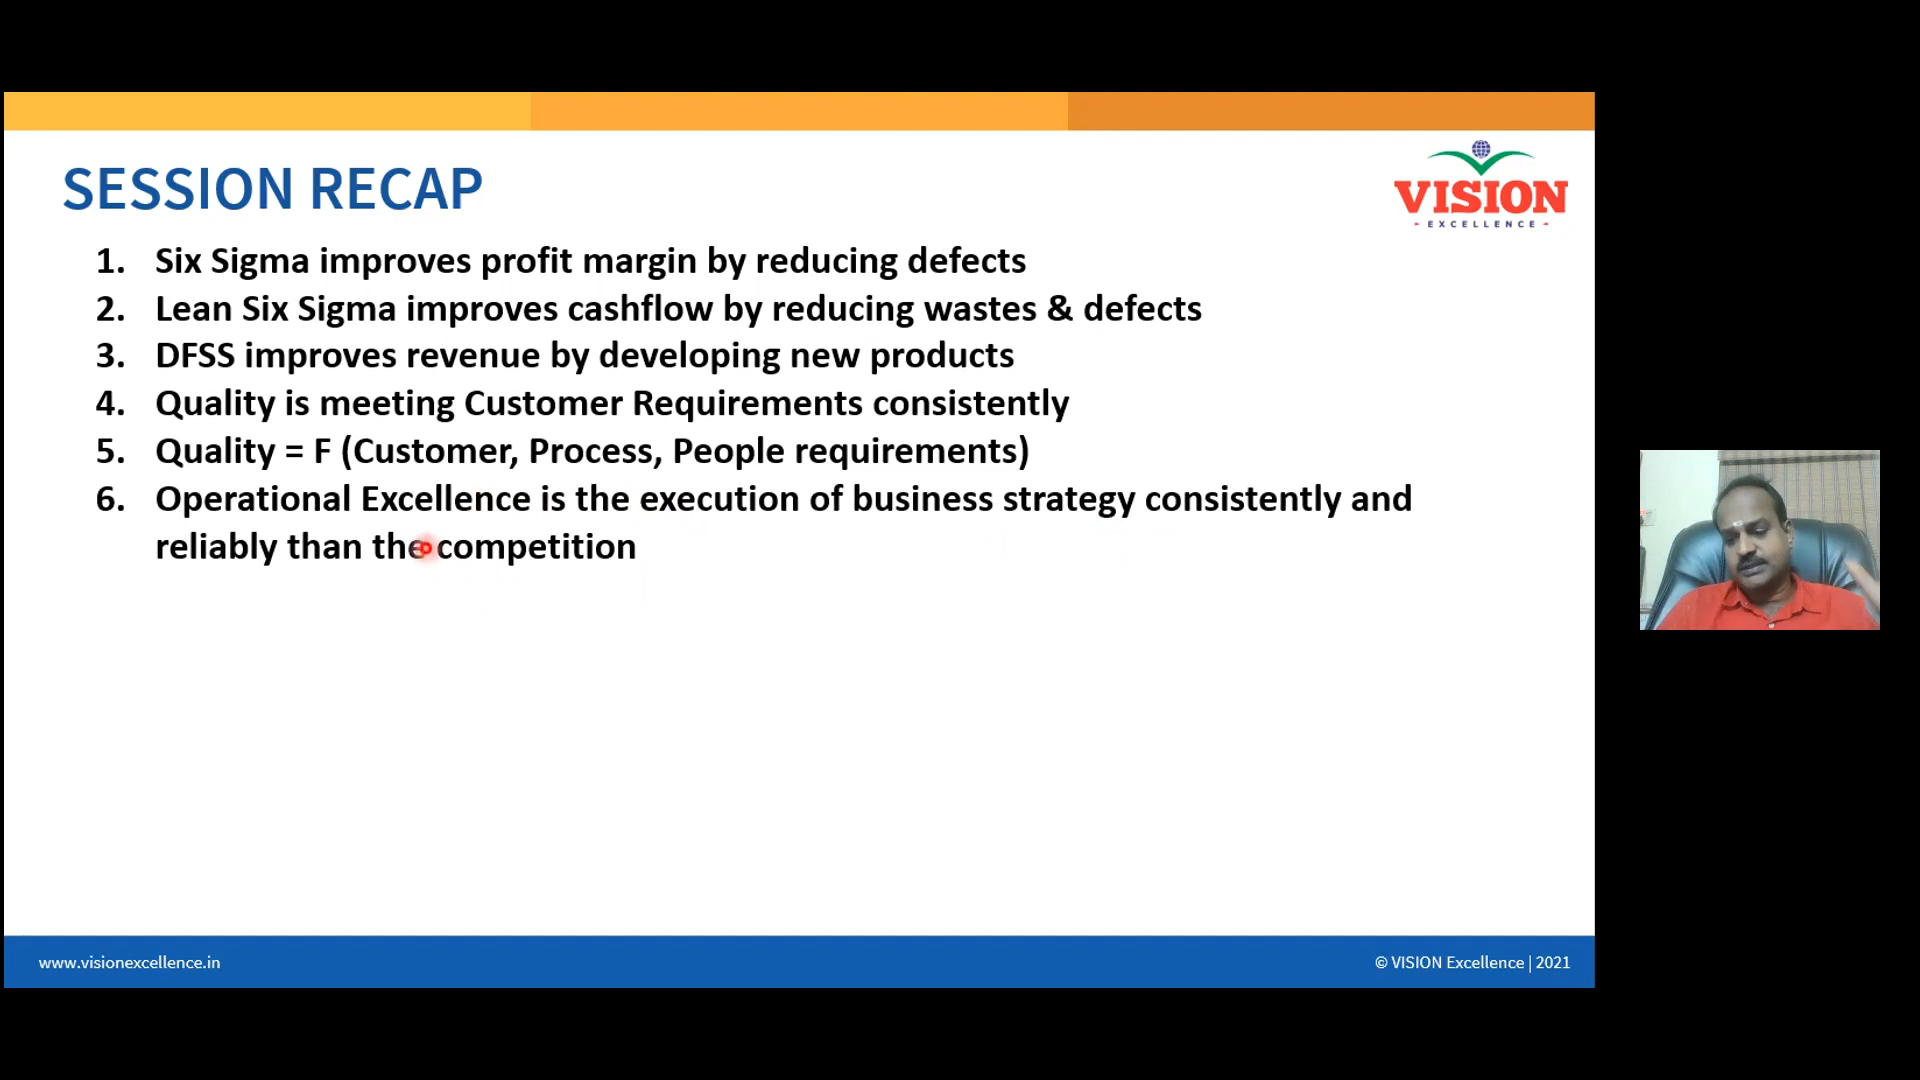 SESSION RECAP
VISION
EXCELLENCE
1. Six Sigma improves profit margin by reducing defects
2. Lean Six Sigma improves cashflow by reducing wastes & defects
3. DFSS improves revenue by developing new products
4. Quality is meeting Customer Requirements consistently
5. Quality = F (Customer, Process, People requirements)
6. Operational Excellence is the execution of business strategy consistently and
reliably than the competition
www.visionexcellence.in
© VISION Excellence | 2021